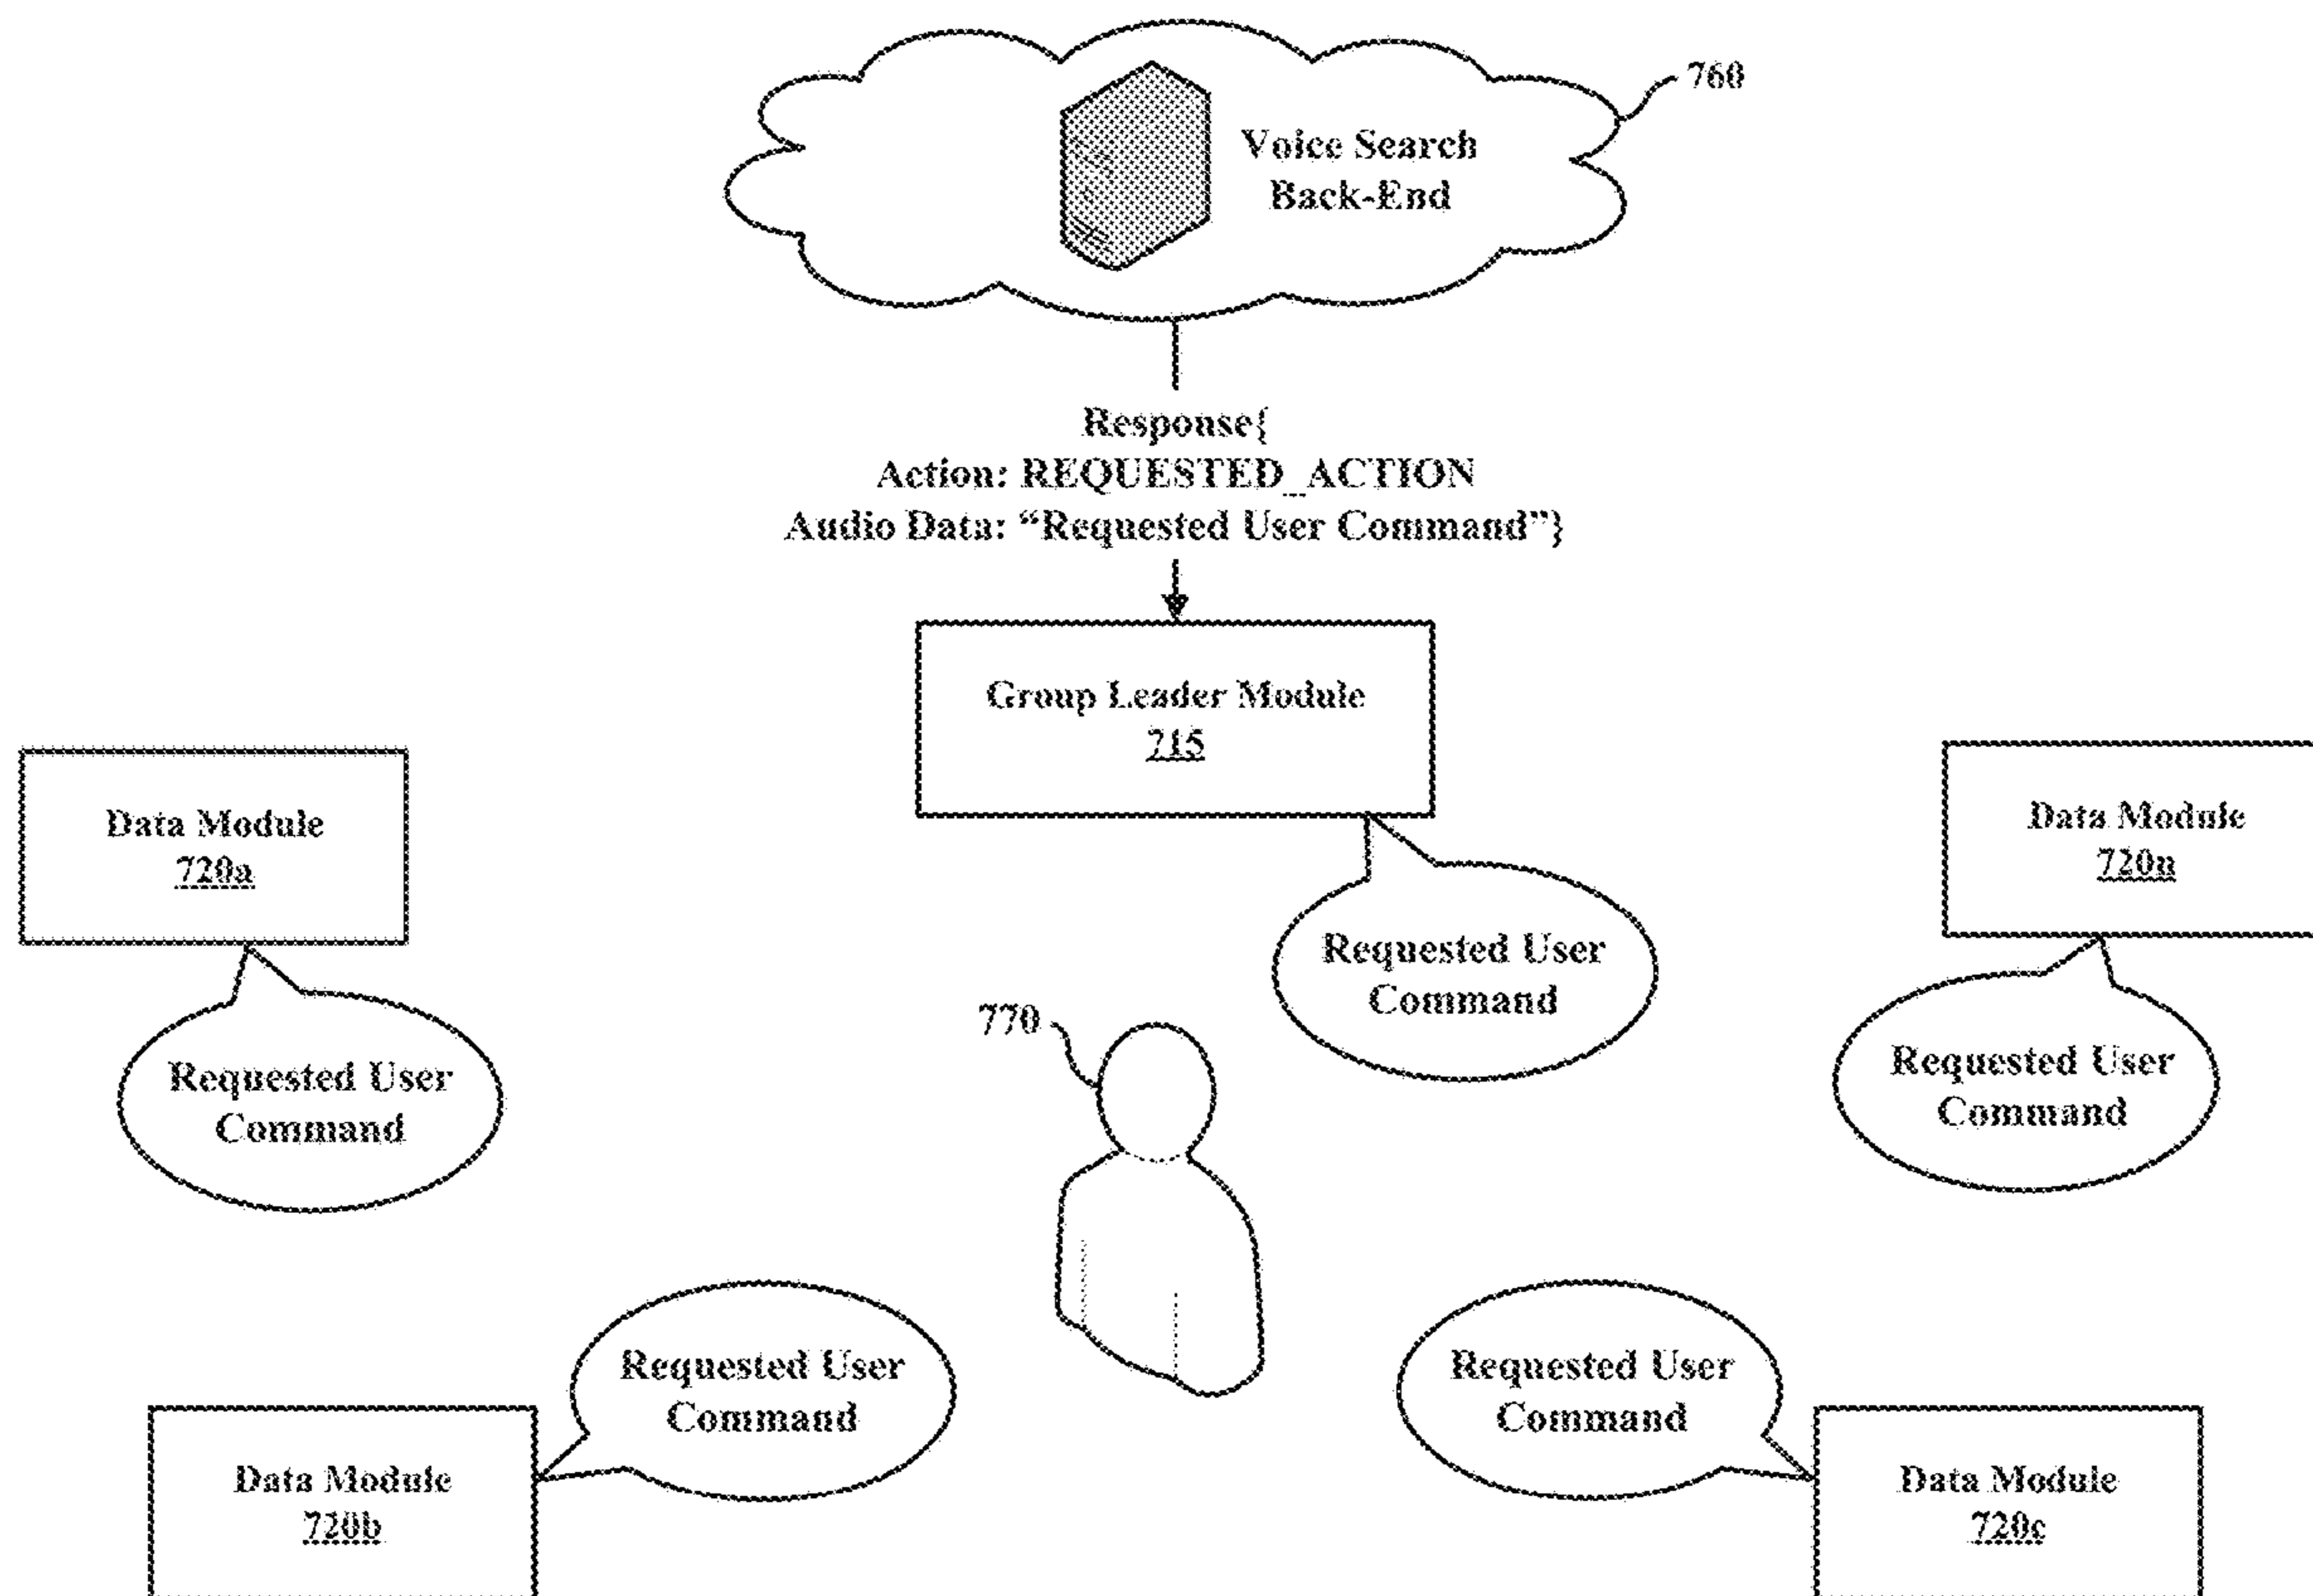 760
Voice Search
Back-End
Response{
Action: REQUESTED_ACTION
Audio Data: “Requested User Command”}
Group Leader Module
715
Data Module
720a
Data Module
720n
Requested User
Command
770
Requested User
Command
Requested User
Command
Requested User
Command
Requested User
Command
Data Module
720b
Data Module
720c